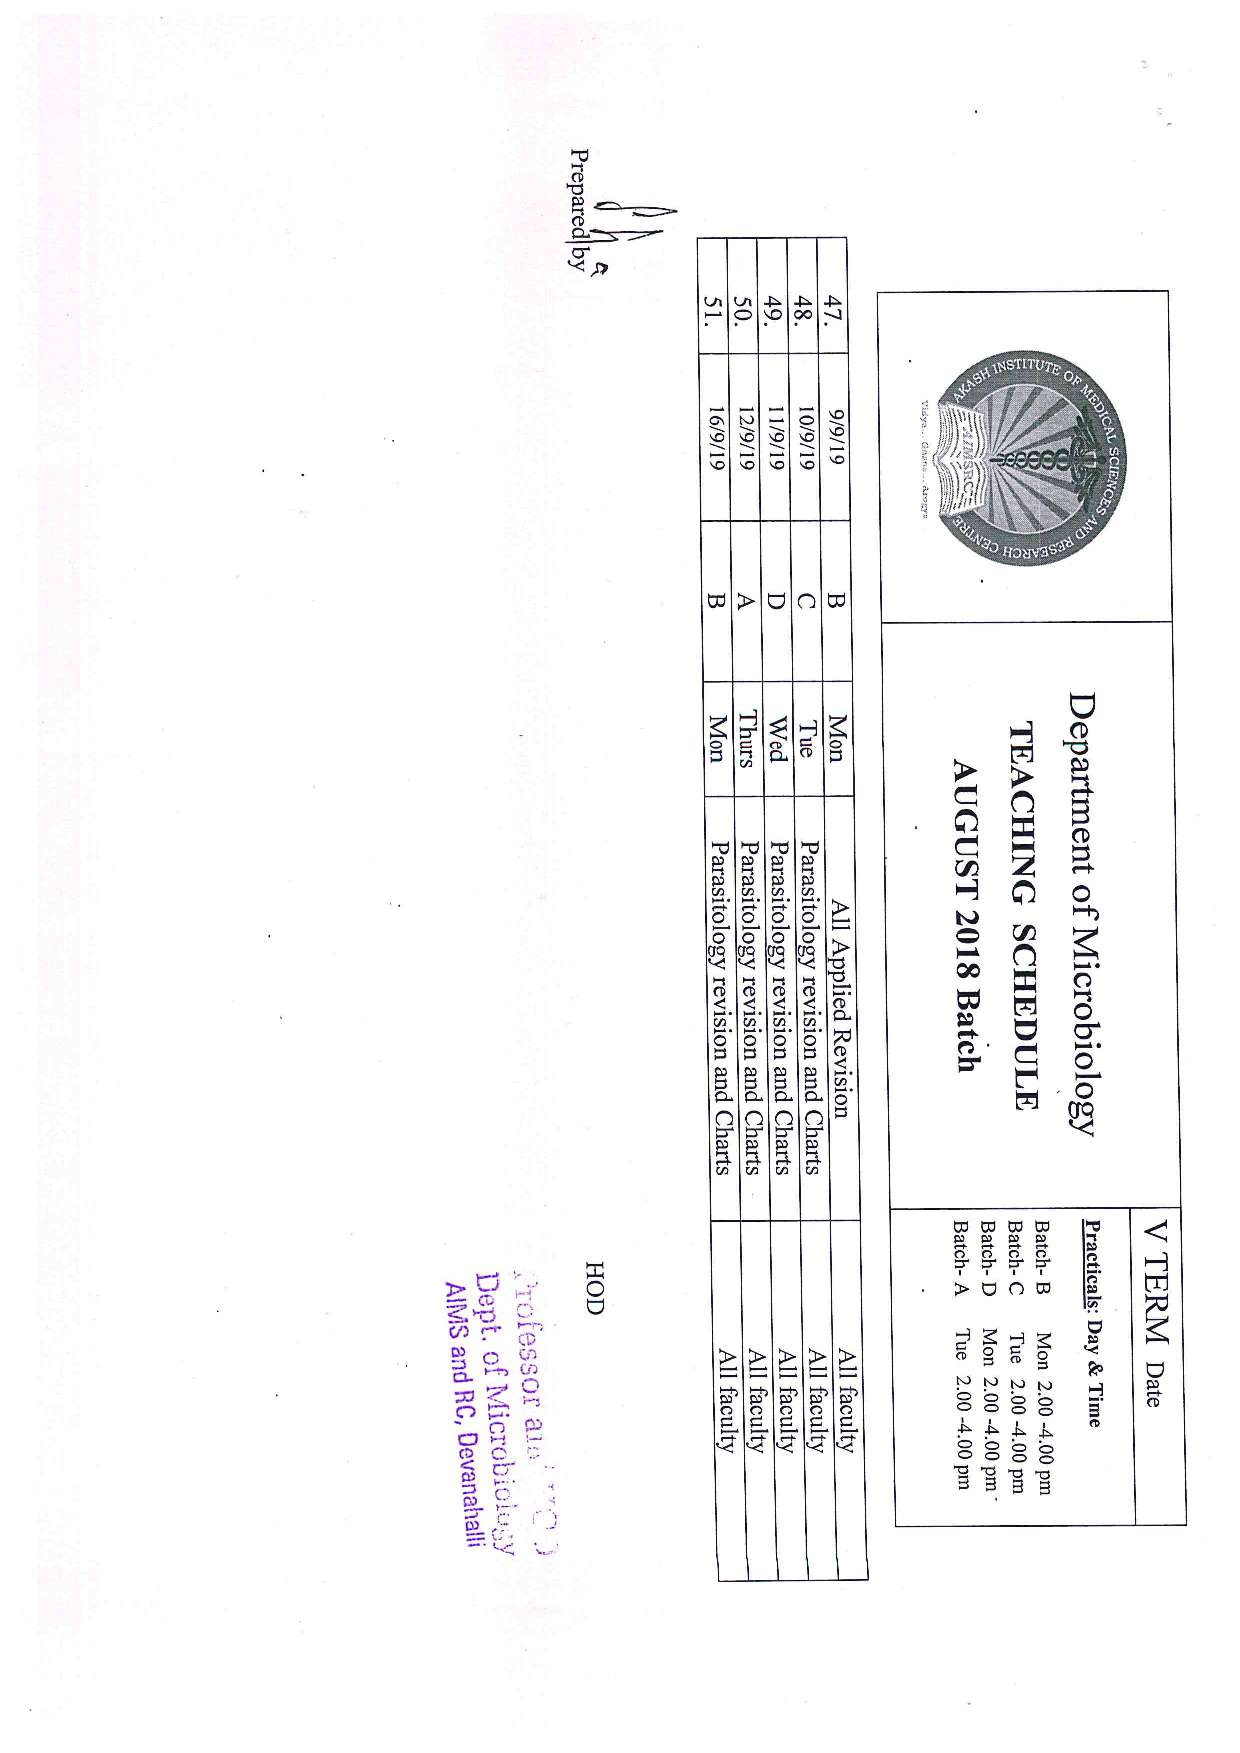 AKASH INSTITUTE OF MEDICAL SCIENCES AND RESEARCH CENTRE
AIMSRC
Vidya... Gnana... Arogya
Department of Microbiology
TEACHING SCHEDULE
AUGUST 2018 Batch
V TERM Date
Practicals: Day & Time
Batch- B Mon 2.00 -4.00 pm
Batch- C Tue 2.00 -4.00 pm
Batch- D Mon 2.00 -4.00 pm
Batch- A Tue 2.00 -4.00 pm
47. 9/9/19 B Mon All Applied Revision All faculty
48. 10/9/19 C Tue Parasitology revision and Charts All faculty
49. 11/9/19 D Wed Parasitology revision and Charts All faculty
50. 12/9/19 A Thurs Parasitology revision and Charts All faculty
51. 16/9/19 B Mon Parasitology revision and Charts All faculty
Prepared by
HOD
Professor
Dept. of Microbiology
AIMS and RC, Devanahalli